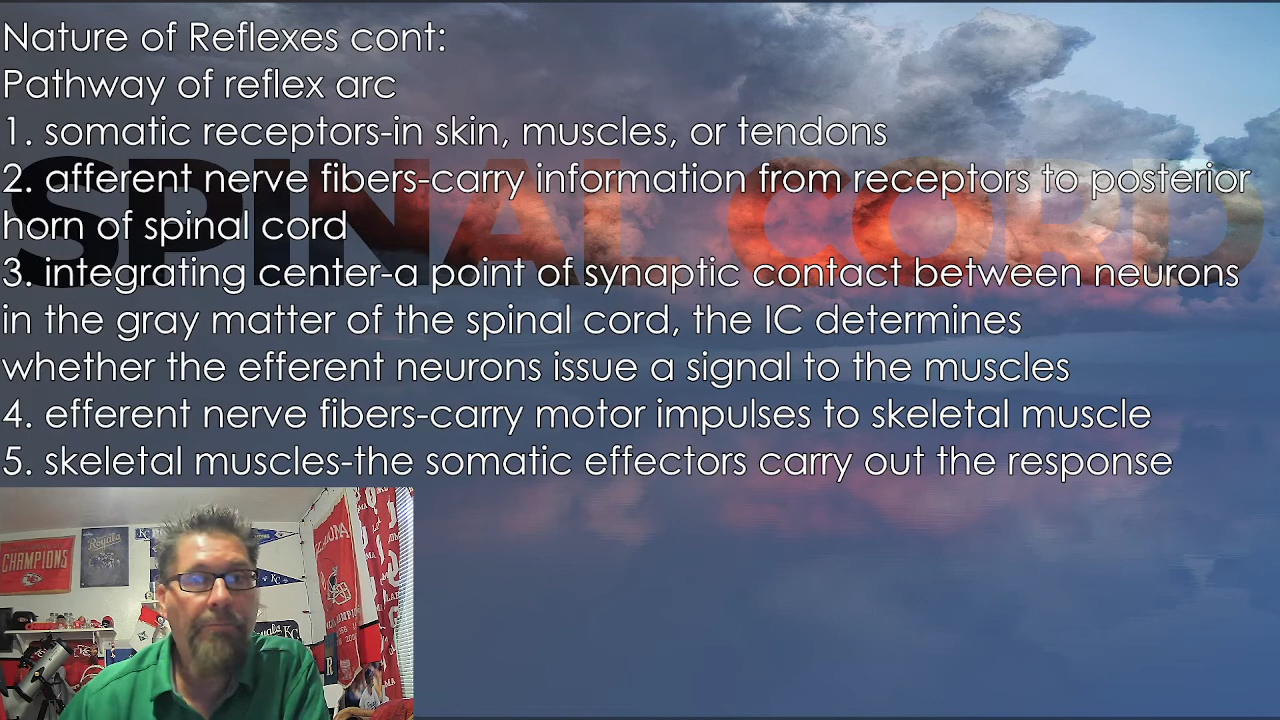 Nature of Reflexes cont:
Pathway of reflex arc
1. somatic receptors-in skin, muscles, or tendons
2. afferent nerve fibers-carry information from receptors to posterior
horn of spinal cord
3. integrating center-a point of synaptic contact between neurons
in the gray matter of the spinal cord, the IC determines
whether the efferent neurons issue a signal to the muscles
4. efferent nerve fibers-carry motor impulses to skeletal muscle
5. skeletal muscles-the somatic effectors carry out the response
SPINAL CORD
CHAMPIONS
Royals
KC
KC